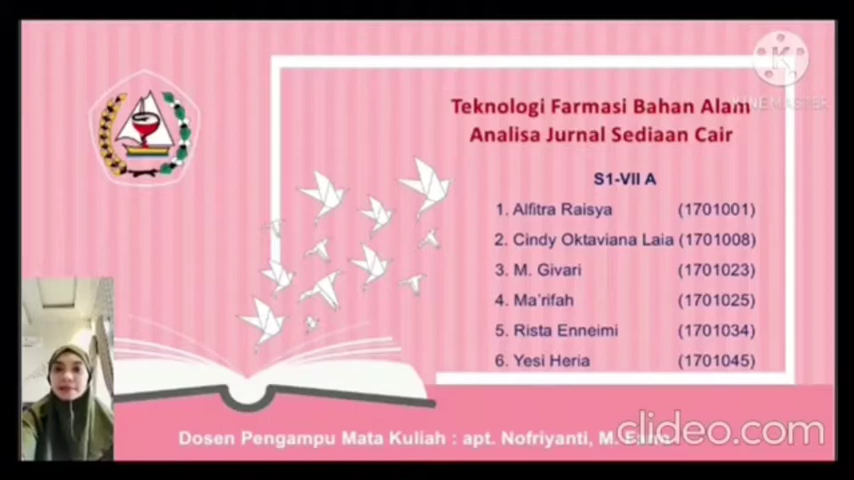 Teknologi Farmasi Bahan Alam
Analisa Jurnal Sediaan Cair
S1-VII A
1. Alfitra Raisya (1701001)
2. Cindy Oktaviana Laia (1701008)
3. M. Givari (1701023)
4. Ma'rifah (1701025)
5. Rista Enneimi (1701034)
6. Yesi Heria (1701045)
Dosen Pengampu Mata Kuliah : apt. Nofriyanti, M. Farm
KINEMASTER
clideo.com